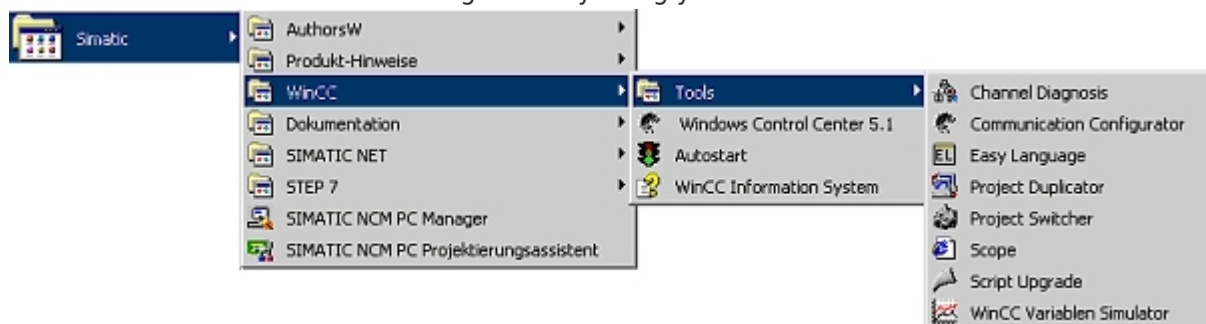 Simatic
AuthorsW
Produkt-Hinweise
WinCC
Dokumentation
SIMATIC NET
STEP 7
SIMATIC NCM PC Manager
SIMATIC NCM PC Projektierungsassistent
Tools
Windows Control Center 5.1
Autostart
WinCC Information System
Channel Diagnosis
Communication Configurator
EL Easy Language
Project Duplicator
Project Switcher
Scope
Script Upgrade
WinCC Variablen Simulator